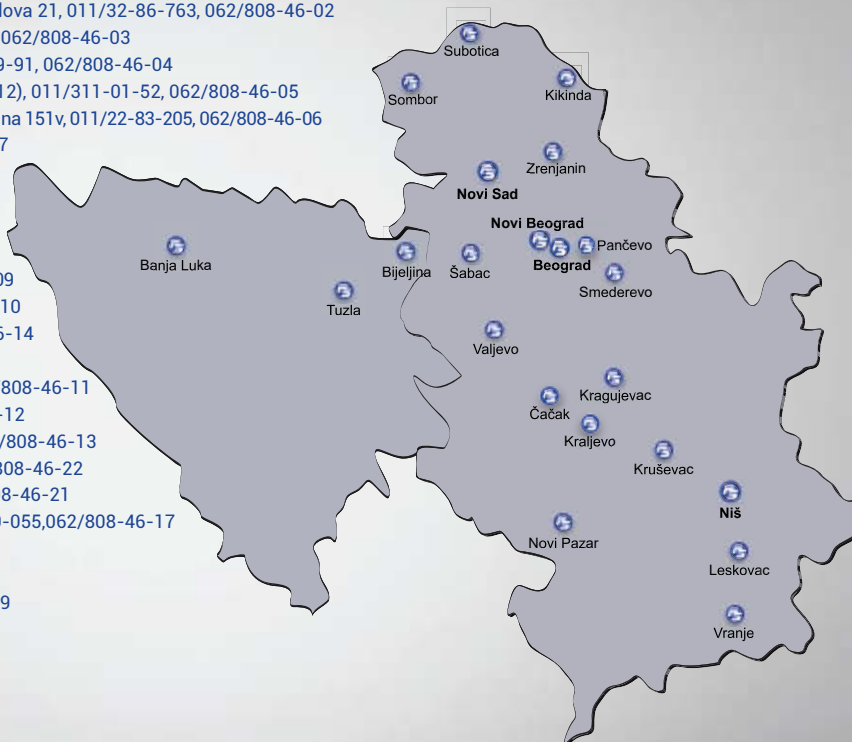 lova 21, 011/32-86-763, 062/808-46-02
062/808-46-03
9-91, 062/808-46-04
12), 011/311-01-52, 062/808-46-05
na 151v, 011/22-83-205, 062/808-46-06
7
09
10
6-14
/808-46-11
-12
/808-46-13
808-46-22
08-46-21
0-055,062/808-46-17
9
Subotica
Sombor
Kikinda
Zrenjanin
Novi Sad
Novi Beograd
Pančevo
Beograd
Banja Luka
Bijeljina
Šabac
Smederevo
Tuzla
Valjevo
Kragujevac
Čačak
Kraljevo
Kruševac
Niš
Novi Pazar
Leskovac
Vranje